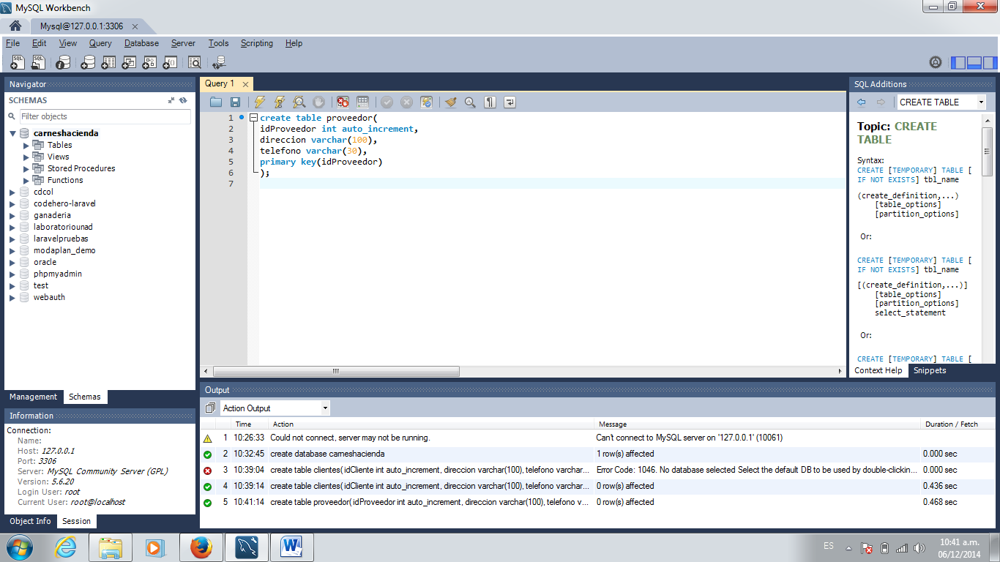 MySQL Workbench
Mysql@127.0.0.1:3306
File Edit View Query Database Server Tools Scripting Help
Navigator
SCHEMAS
Filter objects
carneshacienda
Tables
Views
Stored Procedures
Functions
cdcol
codehero-laravel
ganaderia
laboratoriounad
laravelpruebas
modaplan_demo
oracle
phpmyadmin
test
webauth
Management Schemas
Information
Connection:
Name:
Host: 127.0.0.1
Port: 3306
Server: MySQL Community Server (GPL)
Version: 5.6.20
Login User: root
Current User: root@localhost
Object Info Session
Query 1
1 create table proveedor(
2 idProveedor int auto_increment,
3 direccion varchar(100),
4 telefono varchar(30),
5 primary key(idProveedor)
6 );
7
SQL Additions
CREATE TABLE
Topic: CREATE
TABLE
Syntax:
CREATE [TEMPORARY] TABLE [
IF NOT EXISTS] tbl_name
(create_definition,...)
[table_options]
[partition_options]
Or:
CREATE [TEMPORARY] TABLE [
IF NOT EXISTS] tbl_name
[(create_definition,...)]
[table_options]
[partition_options]
select_statement
Or:
CREATE [TEMPORARY] TABLE [
Context Help Snippets
Output
Action Output
Time Action Message Duration / Fetch
1 10:26:33 Could not connect, server may not be running. Can't connect to MySQL server on '127.0.0.1' (10061)
2 10:32:45 create database carneshacienda 1 row(s) affected 0.000 sec
3 10:39:04 create table clientes( idCliente int auto_increment, direccion varchar(100), telefono varchar... Error Code: 1046. No database selected Select the default DB to be used by double-clickin... 0.000 sec
4 10:39:14 create table clientes( idCliente int auto_increment, direccion varchar(100), telefono varchar... 0 row(s) affected 0.436 sec
5 10:41:14 create table proveedor( idProveedor int auto_increment, direccion varchar(100), telefono v... 0 row(s) affected 0.468 sec
ES
10:41 a.m.
06/12/2014